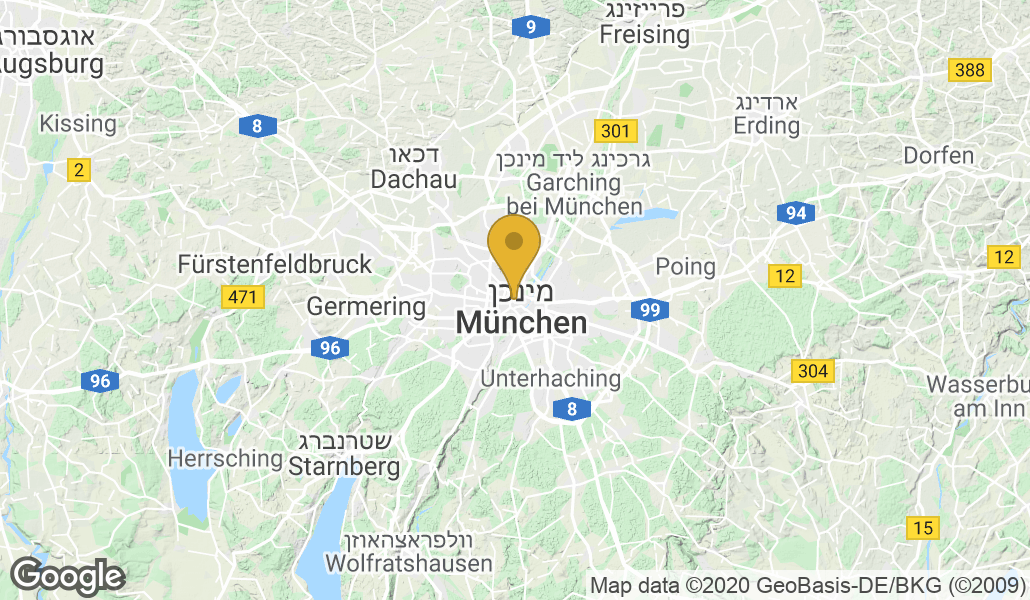 פרייזינג
Freising
9
אוגסבורג
Augsburg
388
Kissing
8
301
ארדינג
Erding
2
דכאו
Dachau
גרכינג ליד מינכן
Garching
bei München
Dorfen
94
Fürstenfeldbruck
Poing
12
12
471
Germering
מינכן
München
99
96
96
Unterhaching
304
Wasserbu
am Inn
8
שטרנברג
Starnberg
Herrsching
15
וולפראצהאוזן
Wolfratshausen
Google
Map data ©2020 GeoBasis-DE/BKG (©2009)